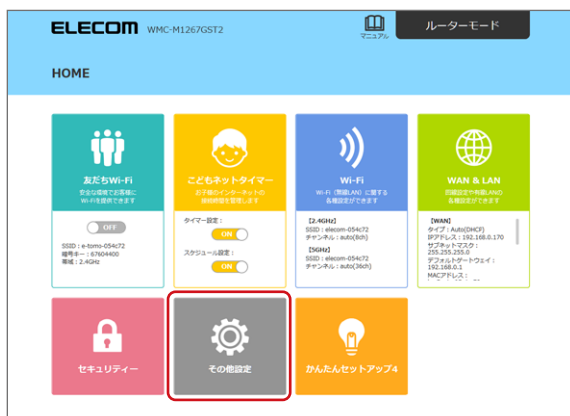 ELECOM WMC-M1267GST2
マニュアル
ルーターモード
HOME
友だちWi-Fi
安全な環境でお客様に
Wi-Fiを提供できます
OFF
SSID：e-tomo-054c72
暗号キー：67604400
帯域：2.4GHz
こどもネットタイマー
お子様のインターネットの
接続時間を管理します
タイマー設定：
ON
スケジュール設定：
ON
Wi-Fi
Wi-Fi（無線LAN）に関する
各種設定ができます
【2.4GHz】
SSID：elecom-054c72
チャンネル：auto(8ch)
【5GHz】
SSID：elecom-054c72
チャンネル：auto(36ch)
WAN & LAN
回線設定や有線LANの
各種設定ができます
【WAN】
タイプ：Auto(DHCP)
IPアドレス：192.168.0.170
サブネットマスク：
255.255.255.0
デフォルトゲートウェイ：
192.168.0.1
MACアドレス：
セキュリティー
その他設定
かんたんセットアップ4